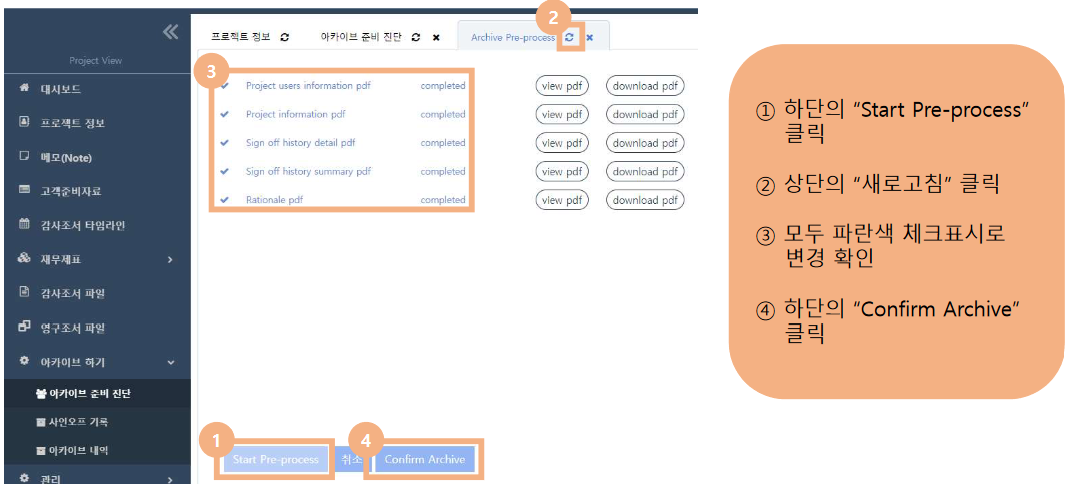 Project View
대시보드
프로젝트 정보
메모(Note)
고객준비자료
감사조서 타임라인
재무제표
감사조서 파일
영구조서 파일
아카이브 하기
아카이브 준비 진단
사인오프 기록
아카이브 내역
관리
프로젝트 정보 아카이브 준비 진단 Archive Pre-process
2
3
Project users information pdf completed view pdf download pdf
Project information pdf completed view pdf download pdf
Sign off history detail pdf completed view pdf download pdf
Sign off history summary pdf completed view pdf download pdf
Rationale pdf completed view pdf download pdf
1 4
Start Pre-process 취소 Confirm Archive
① 하단의 “Start Pre-process”
클릭
② 상단의 “새로고침” 클릭
③ 모두 파란색 체크표시로
변경 확인
④ 하단의 “Confirm Archive”
클릭